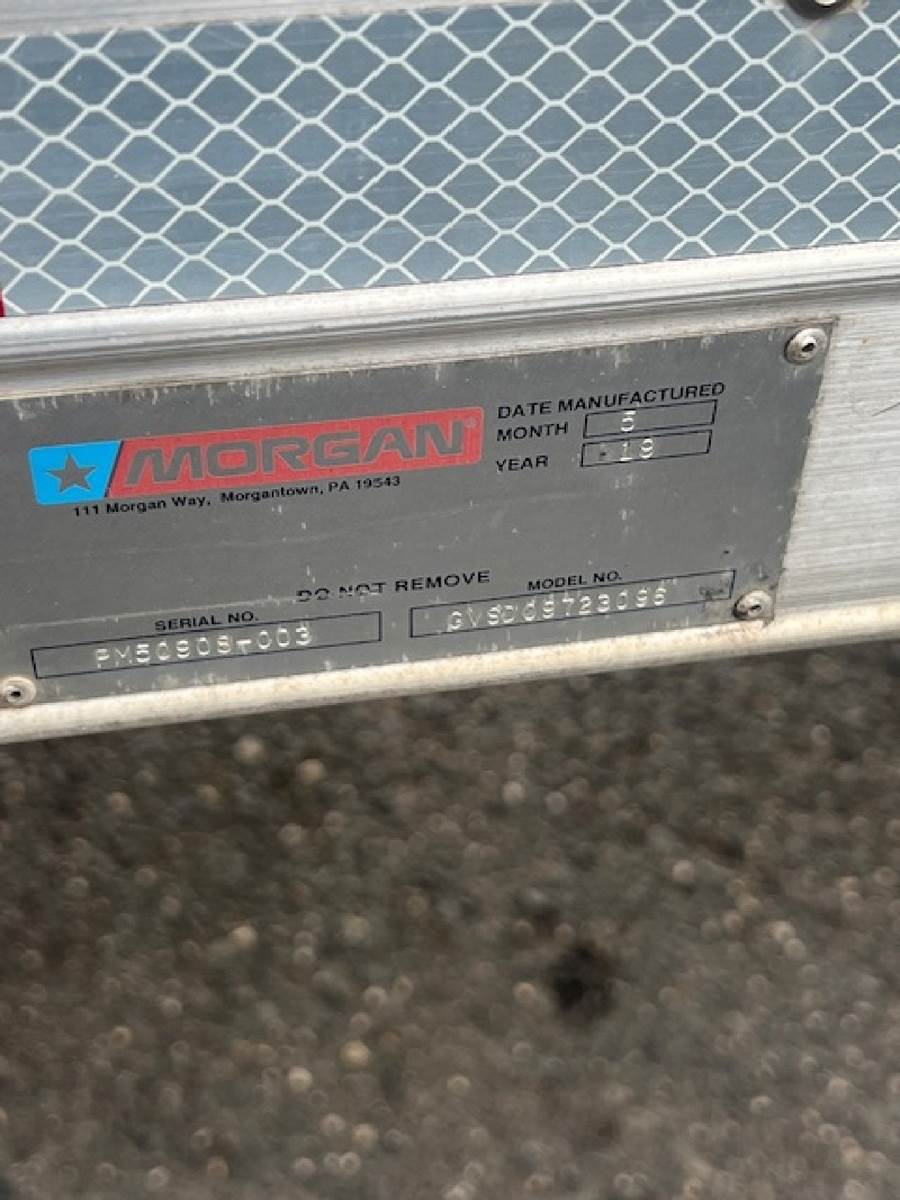 MORGAN®
111 Morgan Way, Morgantown, PA 19543
DATE MANUFACTURED
MONTH 5
YEAR 19
DO NOT REMOVE
SERIAL NO.
PM50908-003
MODEL NO.
GVSD09723096